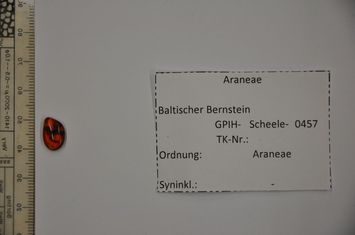 Araneae
Baltischer Bernstein
GPIH- Scheele- 0457
TK-Nr.:
Ordnung: Araneae
Syninkl.: -